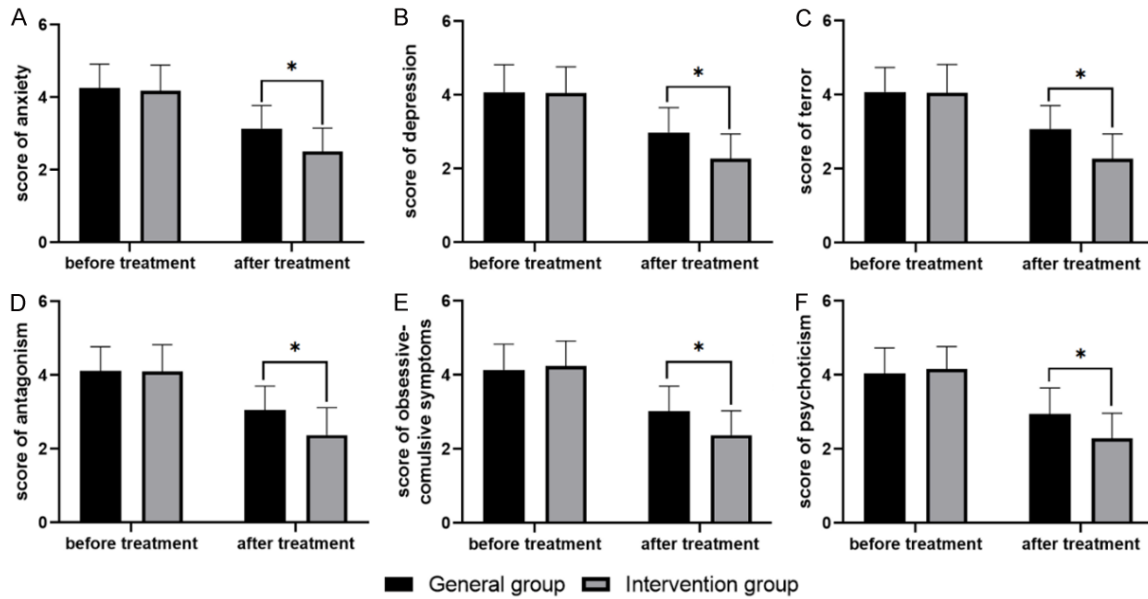 A
score of anxiety
6
4
2
0
*
before treatment
after treatment
B
score of depression
6
4
2
0
*
before treatment
after treatment
C
score of terror
6
4
2
0
*
before treatment
after treatment
D
score of antagonism
6
4
2
0
*
before treatment
after treatment
E
score of obsessive-
comulsive symptoms
6
4
2
0
*
before treatment
after treatment
F
score of psychoticism
6
4
2
0
*
before treatment
after treatment
General group
Intervention group